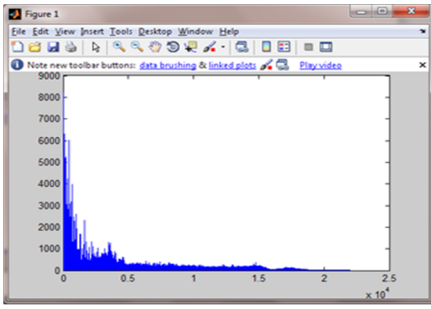 Figure 1
File Edit View Insert Tools Desktop Window Help
Note new toolbar buttons: data brushing & linked plots Play video
9000
8000
7000
6000
5000
4000
3000
2000
1000
0
0 0.5 1 1.5 2 2.5
x 10^4